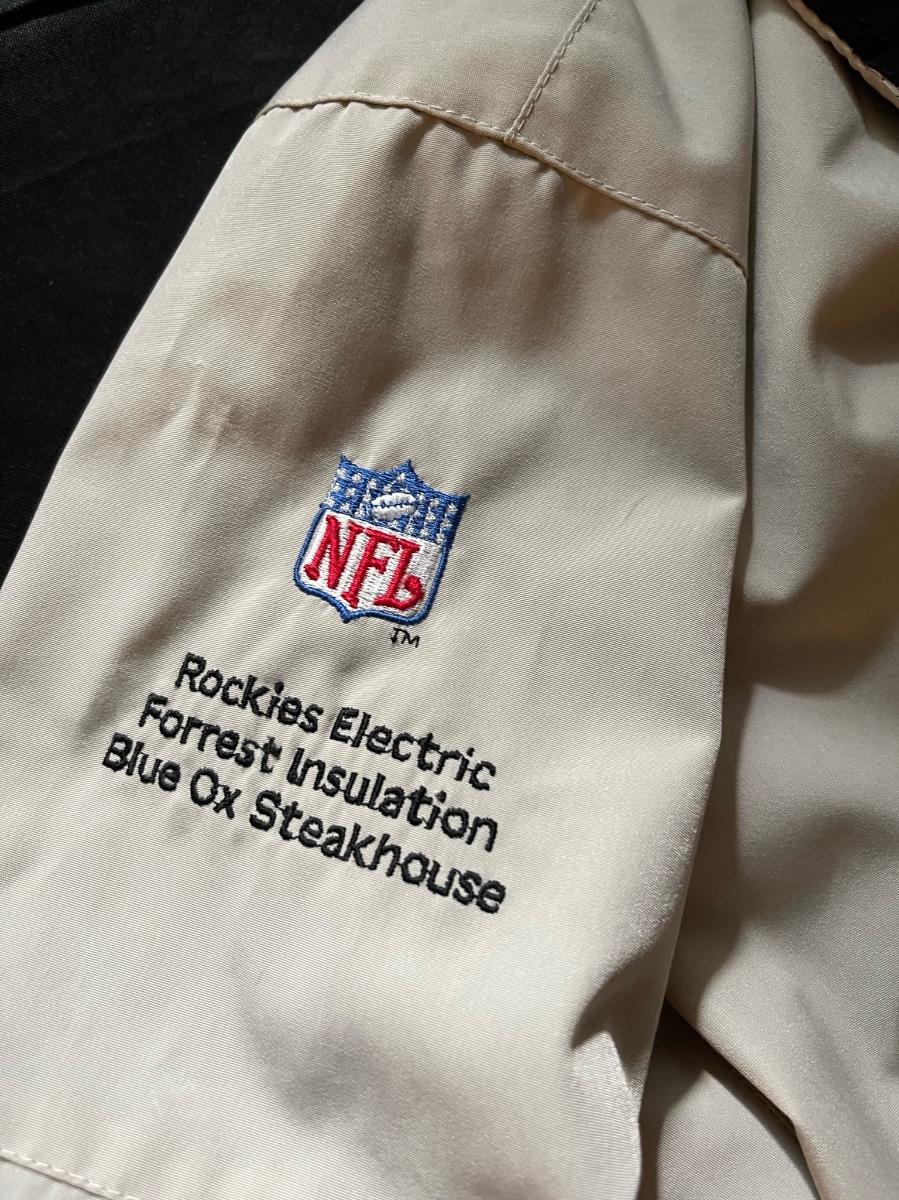 NFL
TM
Rockies Electric
Forrest Insulation
Blue Ox Steakhouse